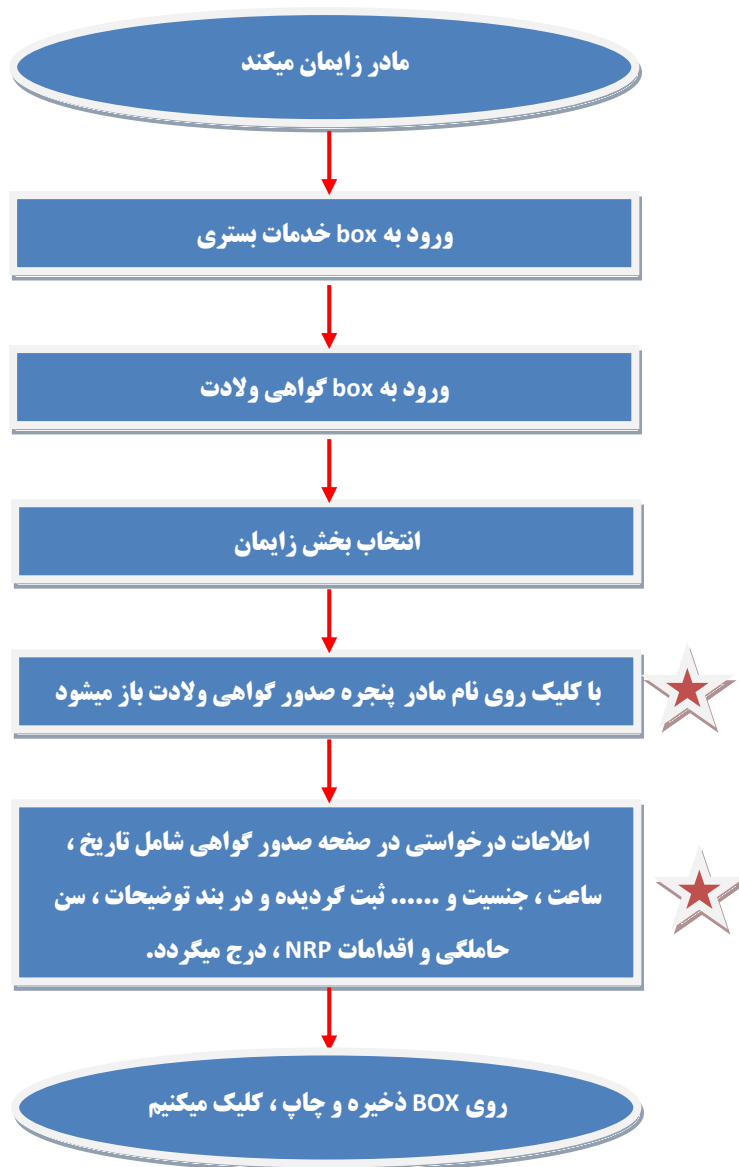 مادر زایمان میکند
ورود به box خدمات بستری
ورود به box گواهی ولادت
انتخاب بخش زایمان
با کلیک روی نام مادر پنجره صدور گواهی ولادت باز میشود
اطلاعات درخواستی در صفحه صدور گواهی شامل تاریخ ،
ساعت ، جنسیت و ...... ثبت گردیده و در بند توضیحات ، سن
حاملگی و اقدامات NRP ، درج میگردد.
روی BOX ذخیره و چاپ ، کلیک میکنیم